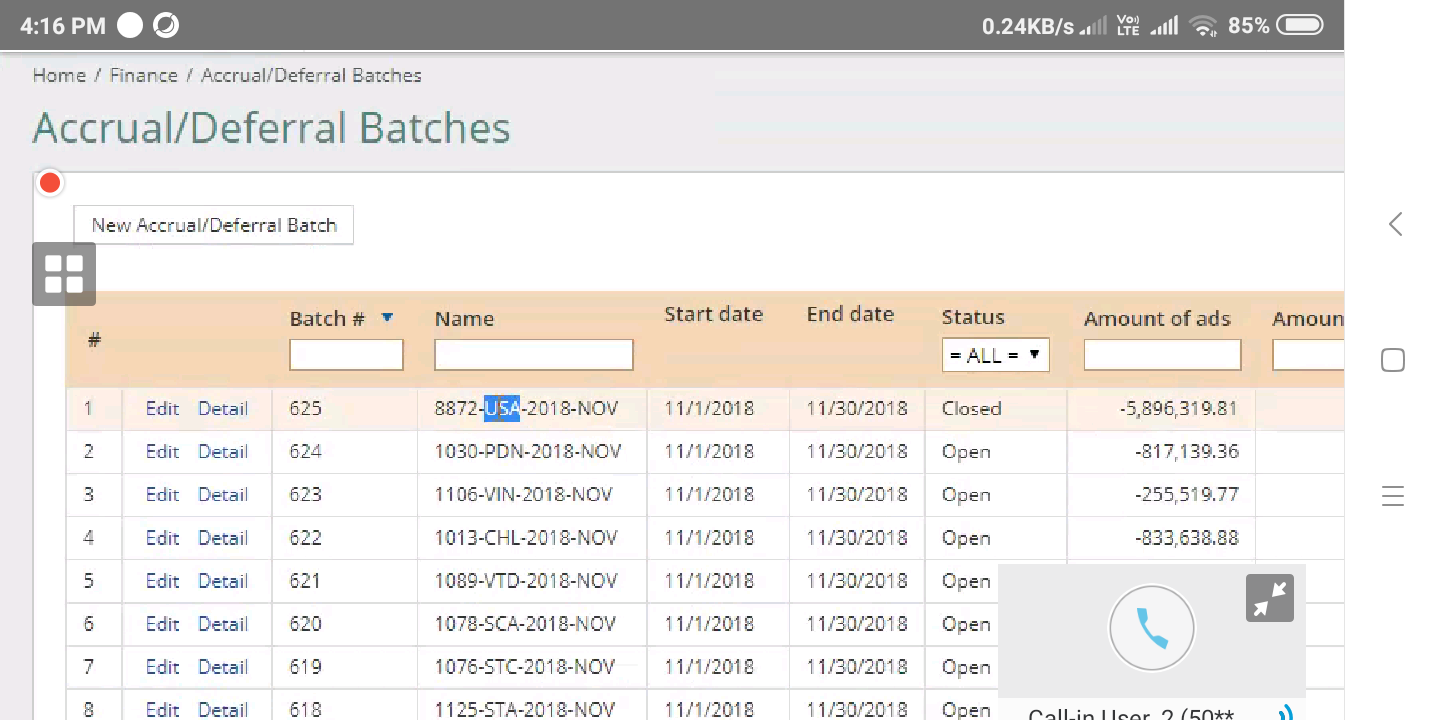 4:16 PM 0.24KB/s Vo) LTE 85%
Home / Finance / Accrual/Deferral Batches
Accrual/Deferral Batches
New Accrual/Deferral Batch
# Batch # Name Start date End date Status Amount of ads Amoun
= ALL =
1 Edit Detail 625 8872-USA-2018-NOV 11/1/2018 11/30/2018 Closed -5,896,319.81
2 Edit Detail 624 1030-PDN-2018-NOV 11/1/2018 11/30/2018 Open -817,139.36
3 Edit Detail 623 1106-VIN-2018-NOV 11/1/2018 11/30/2018 Open -255,519.77
4 Edit Detail 622 1013-CHL-2018-NOV 11/1/2018 11/30/2018 Open -833,638.88
5 Edit Detail 621 1089-VTD-2018-NOV 11/1/2018 11/30/2018 Open
6 Edit Detail 620 1078-SCA-2018-NOV 11/1/2018 11/30/2018 Open
7 Edit Detail 619 1076-STC-2018-NOV 11/1/2018 11/30/2018 Open
8 Edit Detail 618 1125-STA-2018-NOV 11/1/2018 11/30/2018 Open
Call-in User_2 (50**